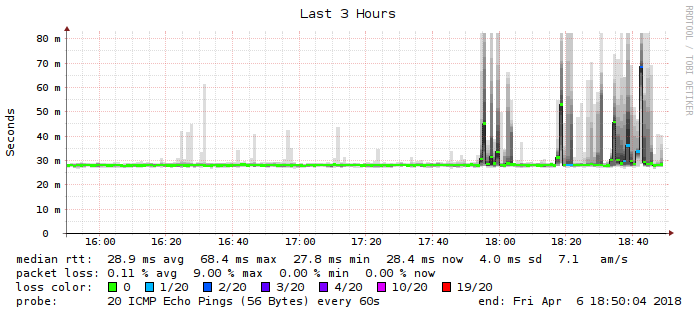 Last 3 Hours
RRDTOOL / TOBI OETIKER
Seconds
80 m
70 m
60 m
50 m
40 m
30 m
20 m
10 m
0
16:00 16:20 16:40 17:00 17:20 17:40 18:00 18:20 18:40
median rtt: 28.9 ms avg 68.4 ms max 27.8 ms min 28.4 ms now 4.0 ms sd 7.1 am/s
packet loss: 0.11 % avg 9.00 % max 0.00 % min 0.00 % now
loss color: 0 1/20 2/20 3/20 4/20 10/20 19/20
probe: 20 ICMP Echo Pings (56 Bytes) every 60s end: Fri Apr 6 18:50:04 2018